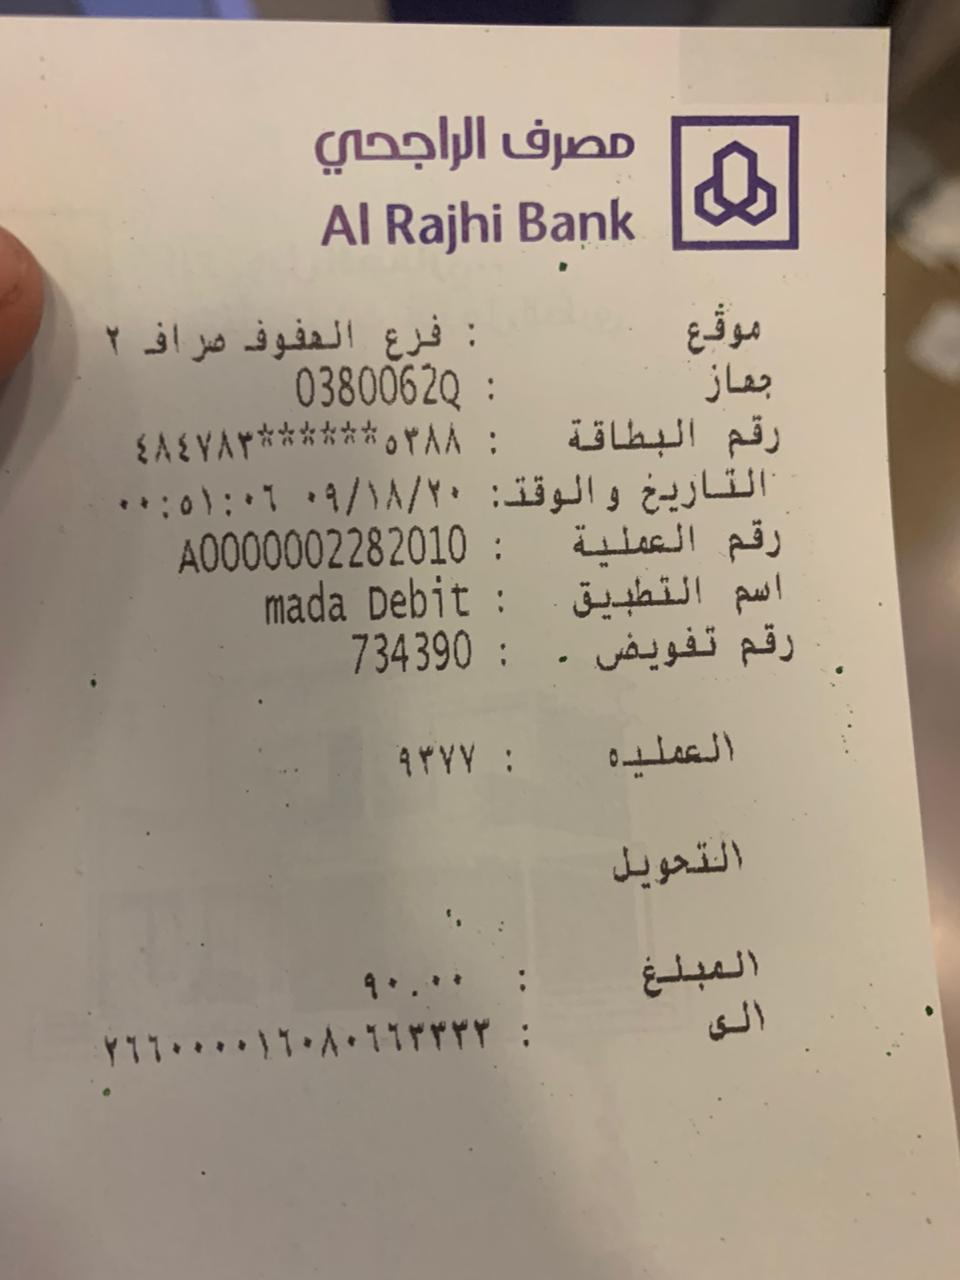 مصرف الراجحي
Al Rajhi Bank
موقع : فرع الهفوف صراف ٢
جهاز : 0380062Q
رقم البطاقة : ٤٨٤٧٨٣******٥٣٨٨
التاريخ والوقت: ٠٩/١٨/٢٠ ٠٠:٥١:٠٦
رقم العملية : A0000002282010
اسم التطبيق : mada Debit
رقم تفويض : 734390
العمليه : ٩٣٧٧
التحويل
المبلغ : ٩٠.٠٠
الى : ٢٦٦٠٠٠٠١٦٠٨٠٦٦٣٣٣٣